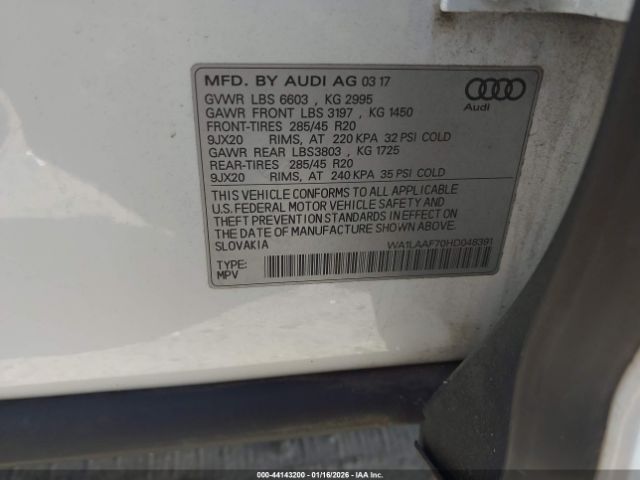 MFD. BY AUDI AG 03 17
GVWR LBS 6603 , KG 2995
GAWR FRONT LBS 3197 , KG 1450
FRONT-TIRES 285/45 R20
9JX20 RIMS, AT 220 KPA 32 PSI COLD
GAWR REAR LBS3803 , KG 1725
REAR-TIRES 285/45 R20
9JX20 RIMS, AT 240 KPA 35 PSI COLD
Audi
THIS VEHICLE CONFORMS TO ALL APPLICABLE
U.S. FEDERAL MOTOR VEHICLE SAFETY AND
THEFT PREVENTION STANDARDS IN EFFECT ON
DATE OF MANUFACTURE SHOWN ABOVE.
SLOVAKIA WA1LAAF70HD048391
TYPE:
MPV
000-44143200 - 01/16/2026 - IAAI.COM